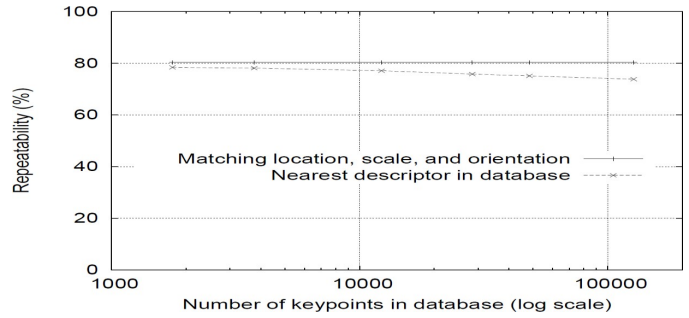 100
80
60
40
20
0
Repeatability (%)
Matching location, scale, and orientation
Nearest descriptor in database
1000 10000 100000
Number of keypoints in database (log scale)